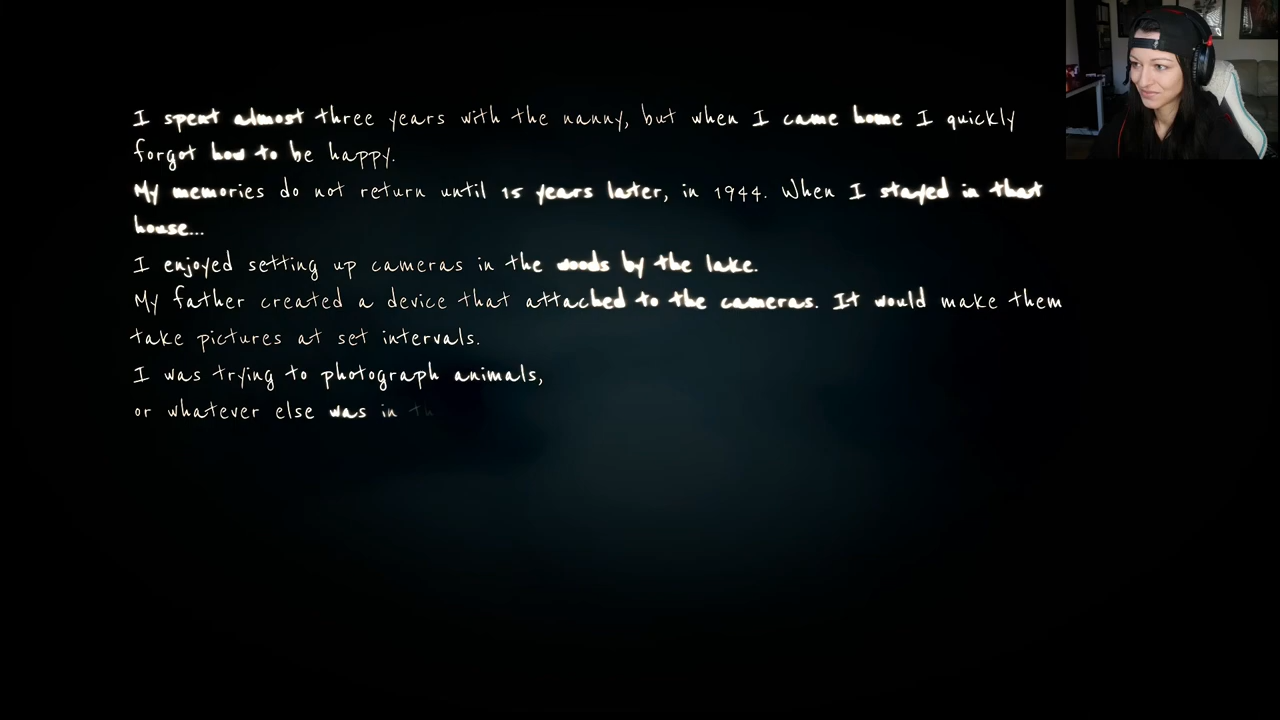 I spent almost three years with the nanny, but when I came home I quickly
forgot how to be happy.
My memories do not return until 15 years later, in 1944. When I stayed in that
house...
I enjoyed setting up cameras in the woods by the lake.
My father created a device that attached to the cameras. It would make them
take pictures at set intervals.
I was trying to photograph animals,
or whatever else was in